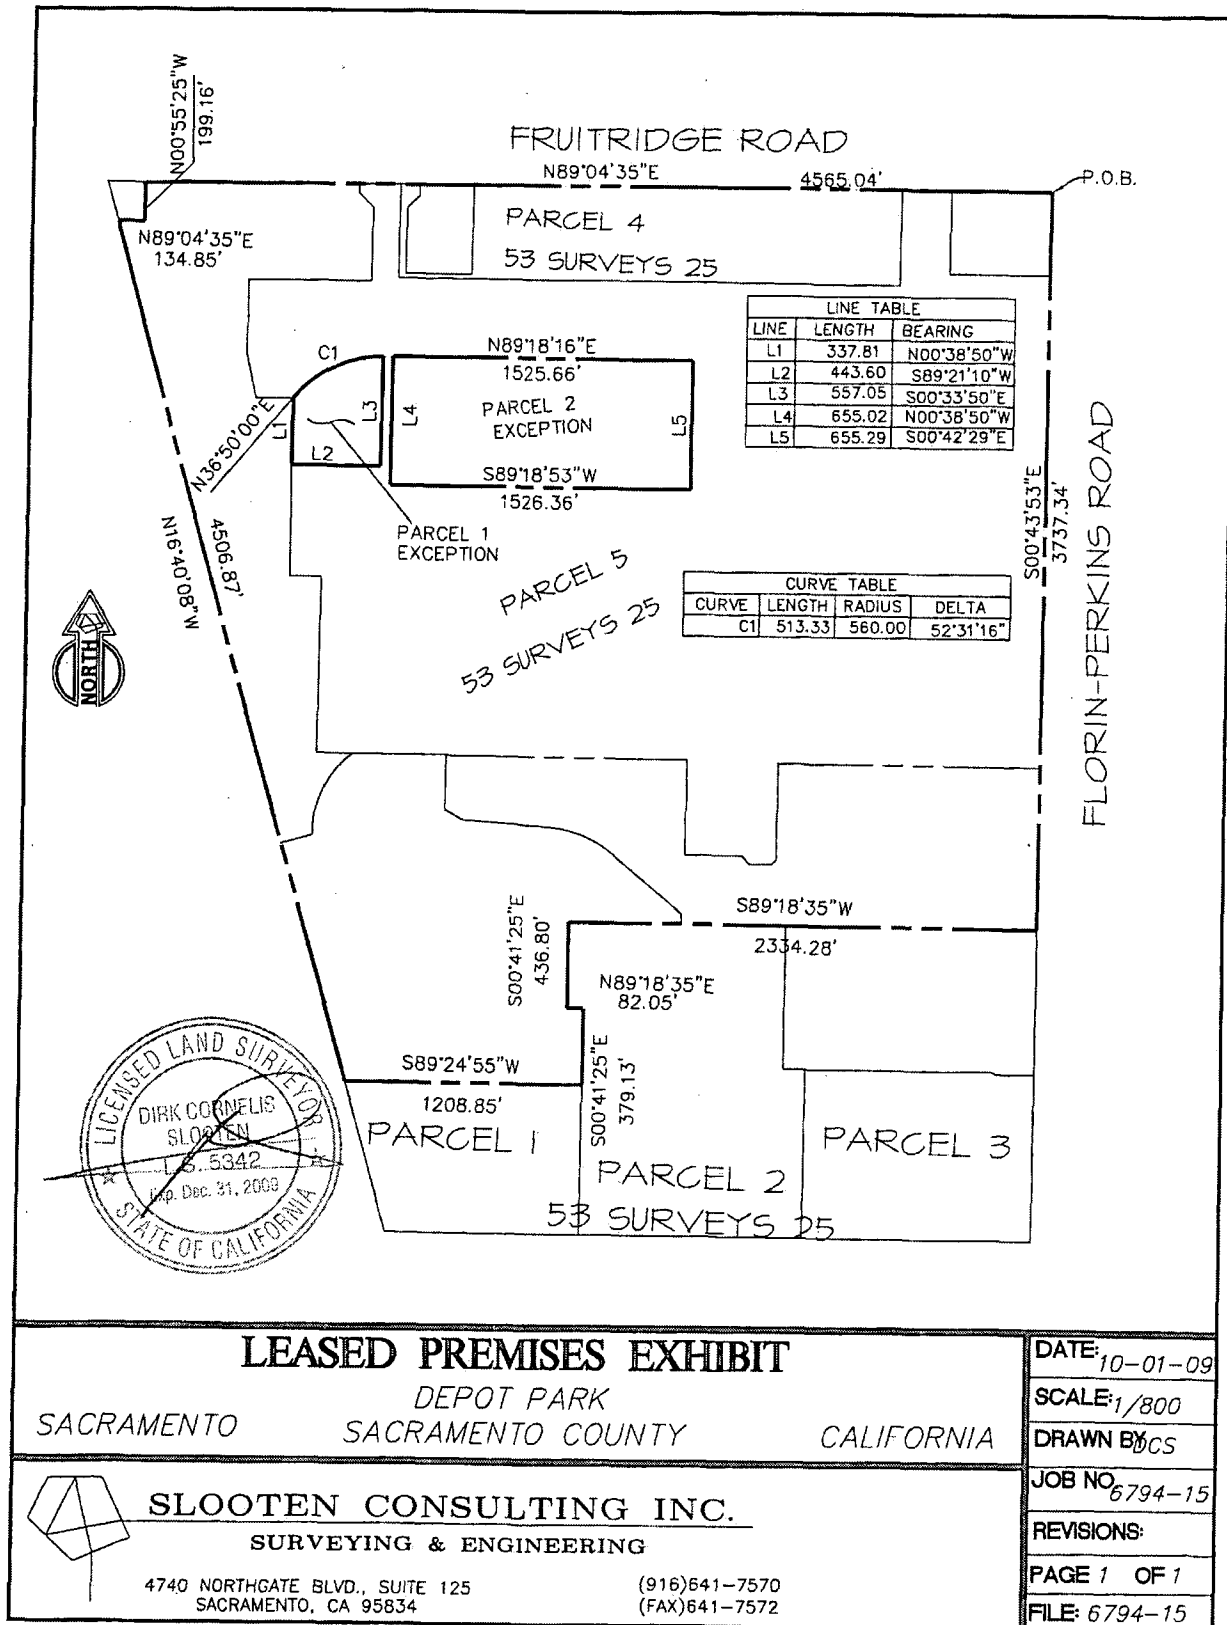 N00°55'25"W
199.16'
FRUITRIDGE ROAD
N89°04'35"E
4565.04'
P.O.B.
N89°04'35"E
134.85'
PARCEL 4
53 SURVEYS 25
LINE TABLE
LINE LENGTH BEARING
L1 337.81 N00°38'50"W
L2 443.60 S89°21'10"W
L3 557.05 S00°33'50"E
L4 655.02 N00°38'50"W
L5 655.29 S00°42'29"E
C1
L1
L2
L3
L4
L5
N89°18'16"E
1525.66'
PARCEL 2
EXCEPTION
S89°18'53"W
1526.36'
N36°50'00"E
PARCEL 1
EXCEPTION
N16°40'08"W
4506.87'
S00°43'53"E
3737.34'
FLORIN-PERKINS ROAD
PARCEL 5
53 SURVEYS 25
CURVE TABLE
CURVE LENGTH RADIUS DELTA
C1 513.33 560.00 52°31'16"
NORTH
S89°18'35"W
2334.28'
S00°41'25"E
436.80'
N89°18'35"E
82.05'
S00°41'25"E
379.13'
S89°24'55"W
1208.85'
PARCEL 1
PARCEL 2
53 SURVEYS 25
PARCEL 3
LICENSED LAND SURVEYOR
DIRK CORNELIS
SLOOTEN
L.S. 5342
Exp. Dec. 31, 2009
STATE OF CALIFORNIA
LEASED PREMISES EXHIBIT
DEPOT PARK
SACRAMENTO SACRAMENTO COUNTY CALIFORNIA
SLOOTEN CONSULTING INC.
SURVEYING & ENGINEERING
4740 NORTHGATE BLVD., SUITE 125 (916)641-7570
SACRAMENTO, CA 95834 (FAX)641-7572
DATE: 10-01-09
SCALE: 1/800
DRAWN BY DCS
JOB NO 6794-15
REVISIONS:
PAGE 1 OF 1
FILE: 6794-15